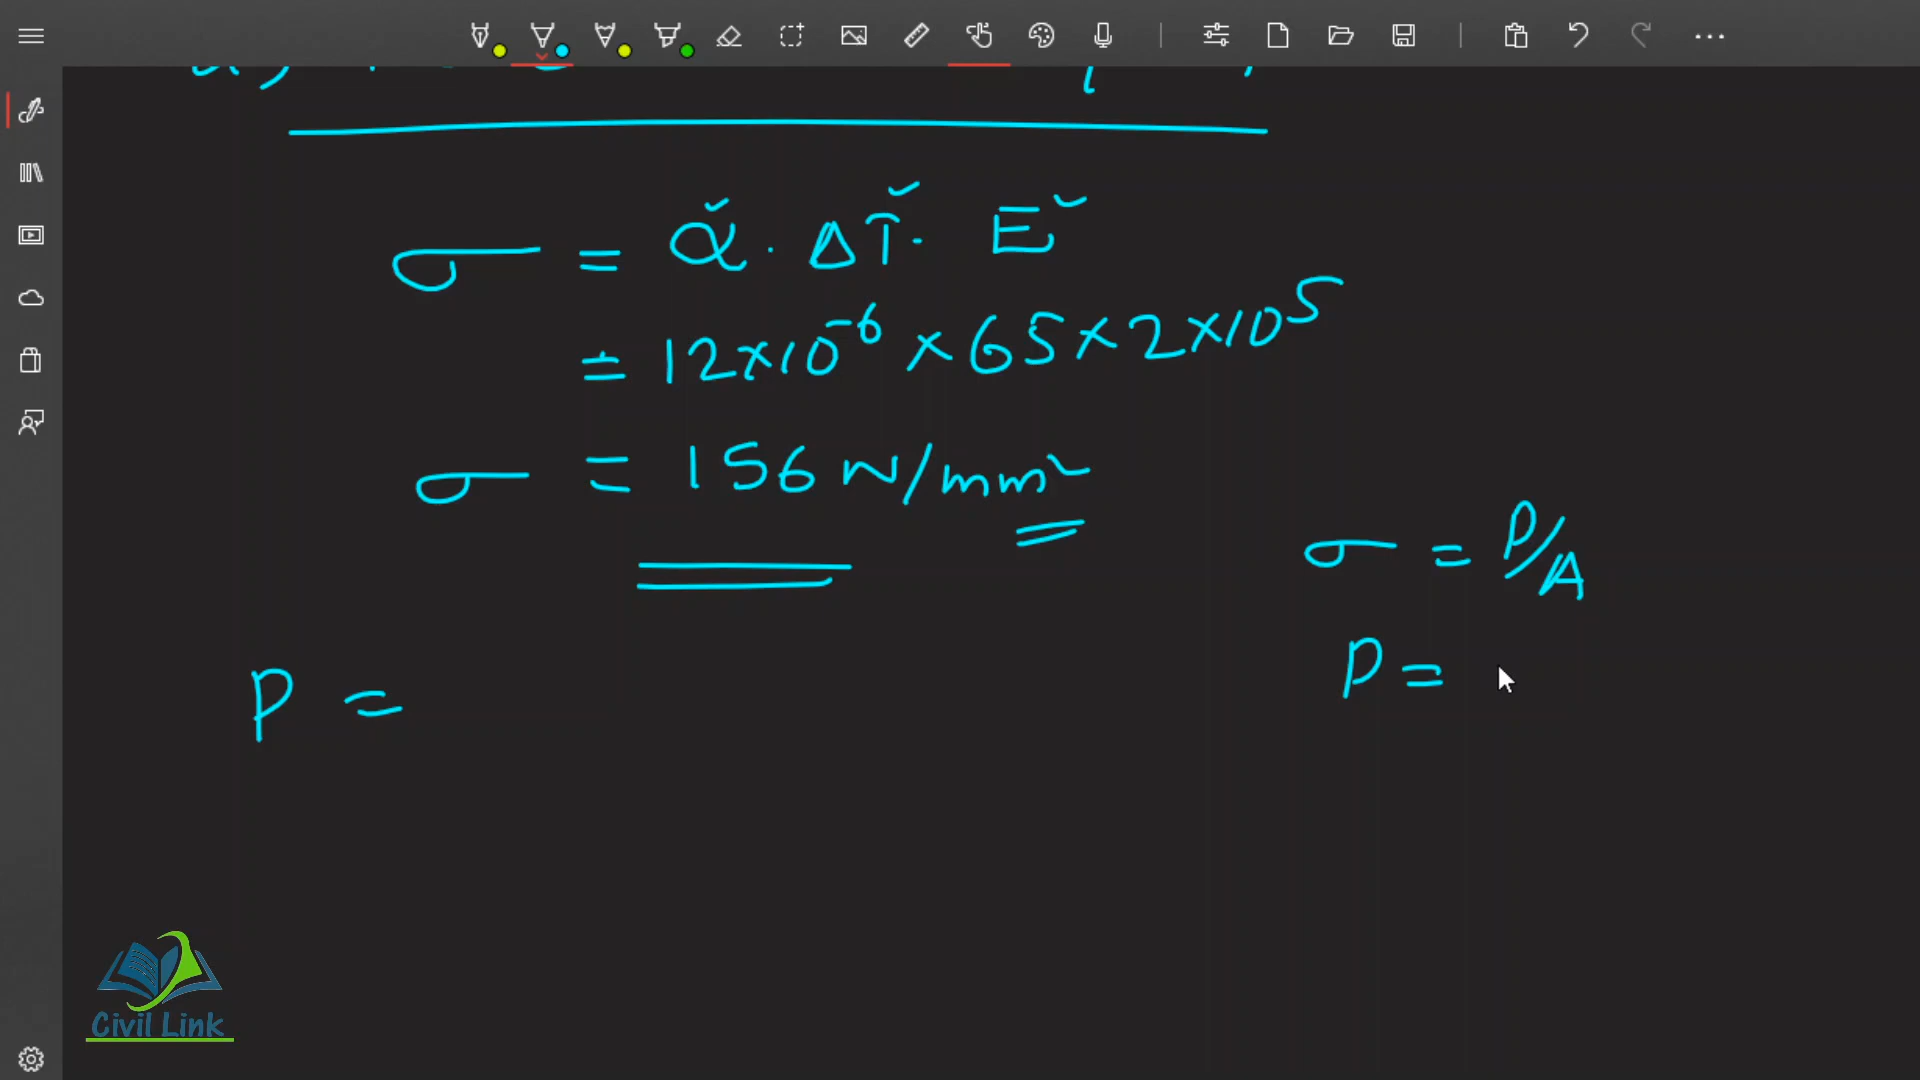 σ = α · ΔT · E
= 12×10⁻⁶ × 65 × 2×10⁵
σ = 156 N/mm²
σ = P/A
P =
P =
Civil Link